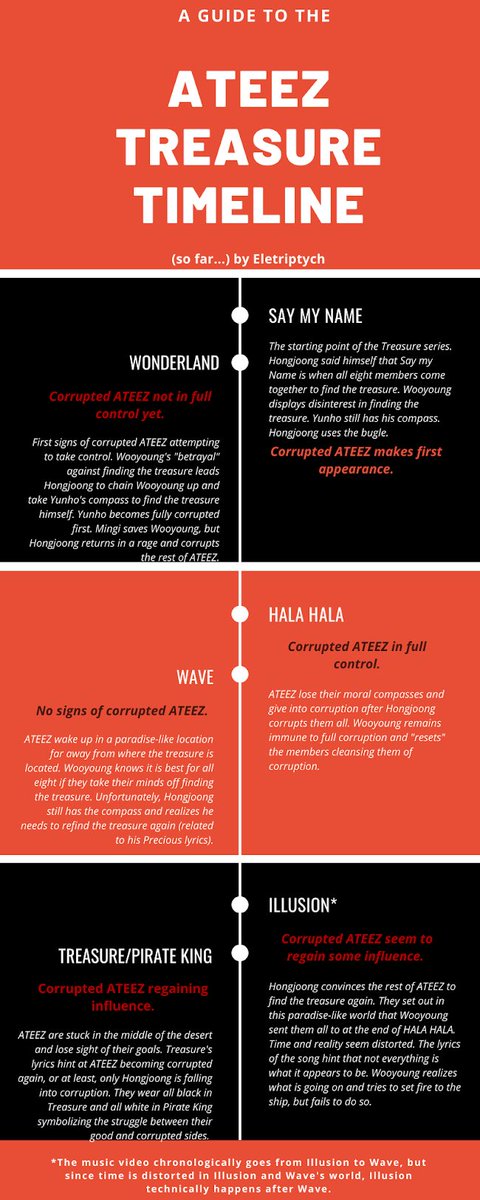 A GUIDE TO THE
ATEEZ
TREASURE
TIMELINE
(so far...) by Eletriptych
SAY MY NAME
The starting point of the Treasure series.
Hongjoong said himself that Say my
Name is when all eight members come
together to find the treasure. Wooyoung
displays disinterest in finding the
treasure. Yunho still has his compass.
Hongjoong uses the bugle.
Corrupted ATEEZ makes first
appearance.
WONDERLAND
Corrupted ATEEZ not in full
control yet.
First signs of corrupted ATEEZ attempting
to take control. Wooyoung's "betrayal"
against finding the treasure leads
Hongjoong to chain Wooyoung up and
take Yunho's compass to find the treasure
himself. Yunho becomes fully corrupted
first. Mingi saves Wooyoung, but
Hongjoong returns in a rage and corrupts
the rest of ATEEZ.
HALA HALA
Corrupted ATEEZ in full
control.
ATEEZ lose their moral compasses and
give into corruption after Hongjoong
corrupts them all. Wooyoung remains
immune to full corruption and "resets"
the members cleansing them of
corruption.
WAVE
No signs of corrupted ATEEZ.
ATEEZ wake up in a paradise-like location
far away from where the treasure is
located. Wooyoung knows it is best for all
eight if they take their minds off finding
the treasure. Unfortunately, Hongjoong
still has the compass and realizes he
needs to refind the treasure again (related
to his Precious lyrics).
ILLUSION*
Corrupted ATEEZ seem to
regain some influence.
Hongjoong convinces the rest of ATEEZ to
find the treasure again. They set out in
this paradise-like world that Wooyoung
sent them all to at the end of HALA HALA.
Time and reality seem distorted. The lyrics
of the song hint that not everything is
what it appears to be. Wooyoung realizes
what is going on and tries to set fire to the
ship, but fails to do so.
TREASURE/PIRATE KING
Corrupted ATEEZ regaining
influence.
ATEEZ are stuck in the middle of the desert
and lose sight of their goals. Treasure's
lyrics hint at ATEEZ becoming corrupted
again, or at least, only Hongjoong is falling
into corruption. They wear all black in
Treasure and all white in Pirate King
symbolizing the struggle between their
good and corrupted sides.
*The music video chronologically goes from Illusion to Wave, but
since time is distorted in Illusion and Wave's world, Illusion
technically happens after Wave.